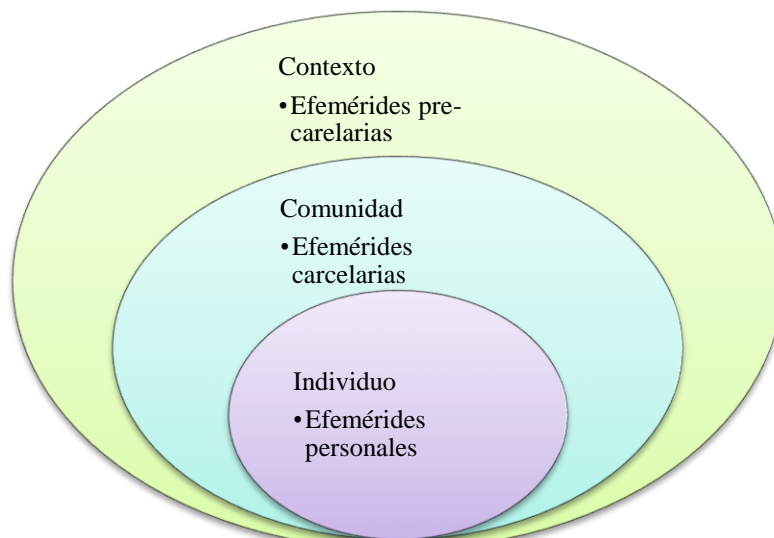 Contexto
•Efemérides pre-
carelarias
Comunidad
•Efemérides
carcelarias
Individuo
•Efemérides
personales